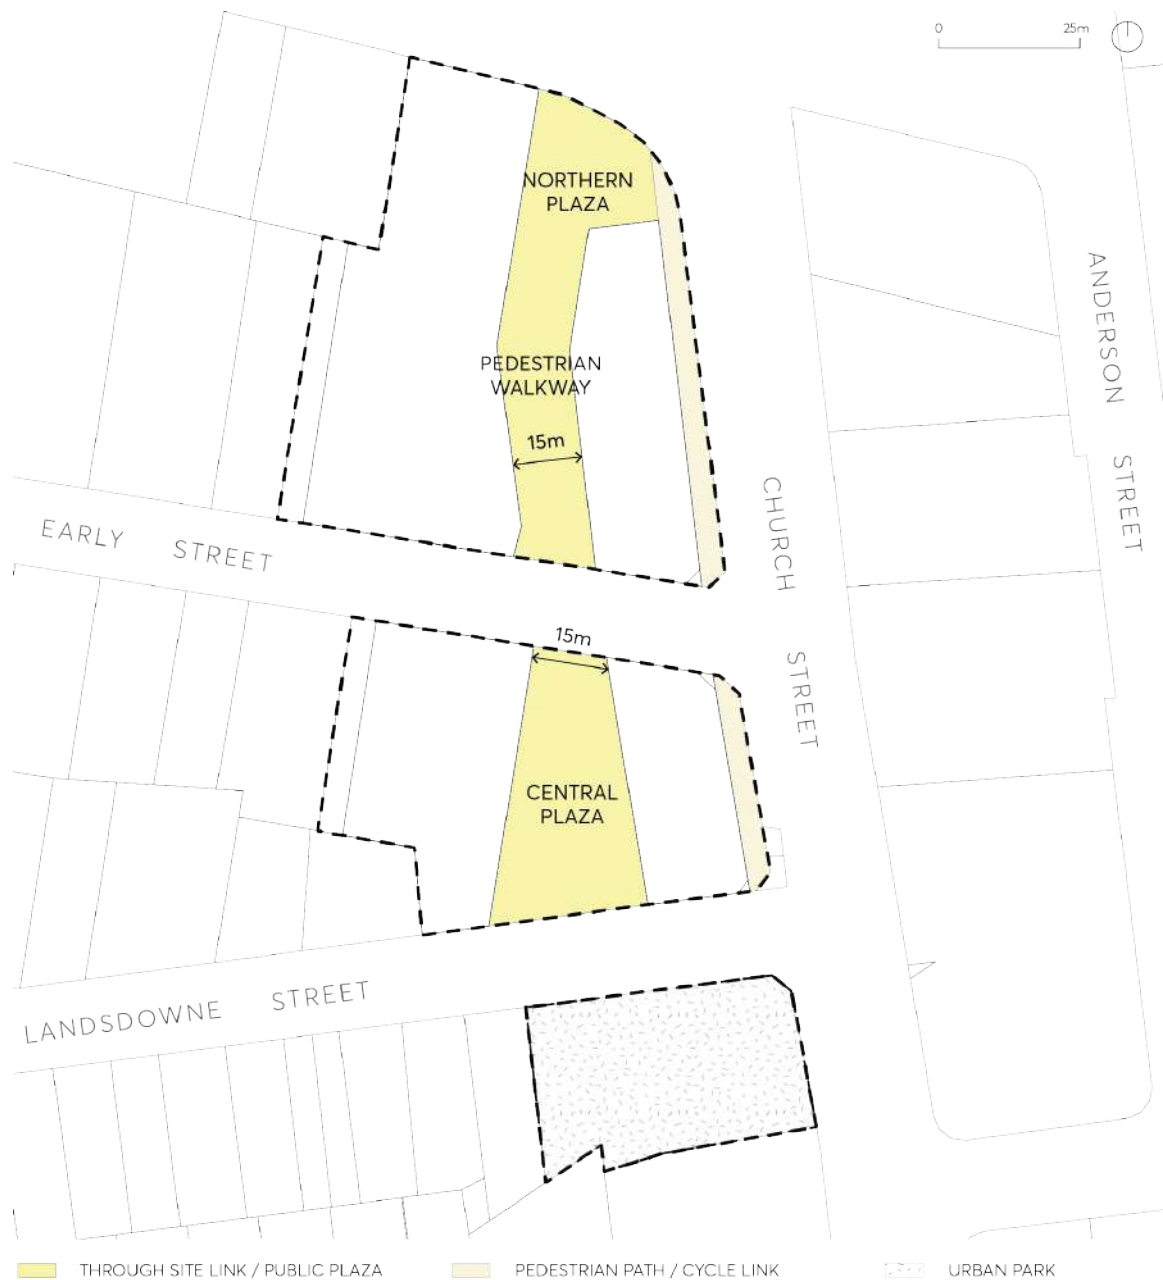 0 25m
NORTHERN
PLAZA
PEDESTRIAN
WALKWAY
15m
ANDERSON STREET
CHURCH STREET
EARLY STREET
15m
CENTRAL
PLAZA
LANDSDOWNE STREET
THROUGH SITE LINK / PUBLIC PLAZA
PEDESTRIAN PATH / CYCLE LINK
URBAN PARK